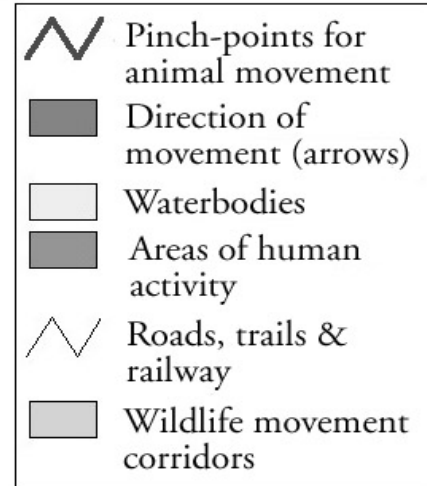 Pinch-points for
animal movement
Direction of
movement (arrows)
Waterbodies
Areas of human
activity
Roads, trails &
railway
Wildlife movement
corridors